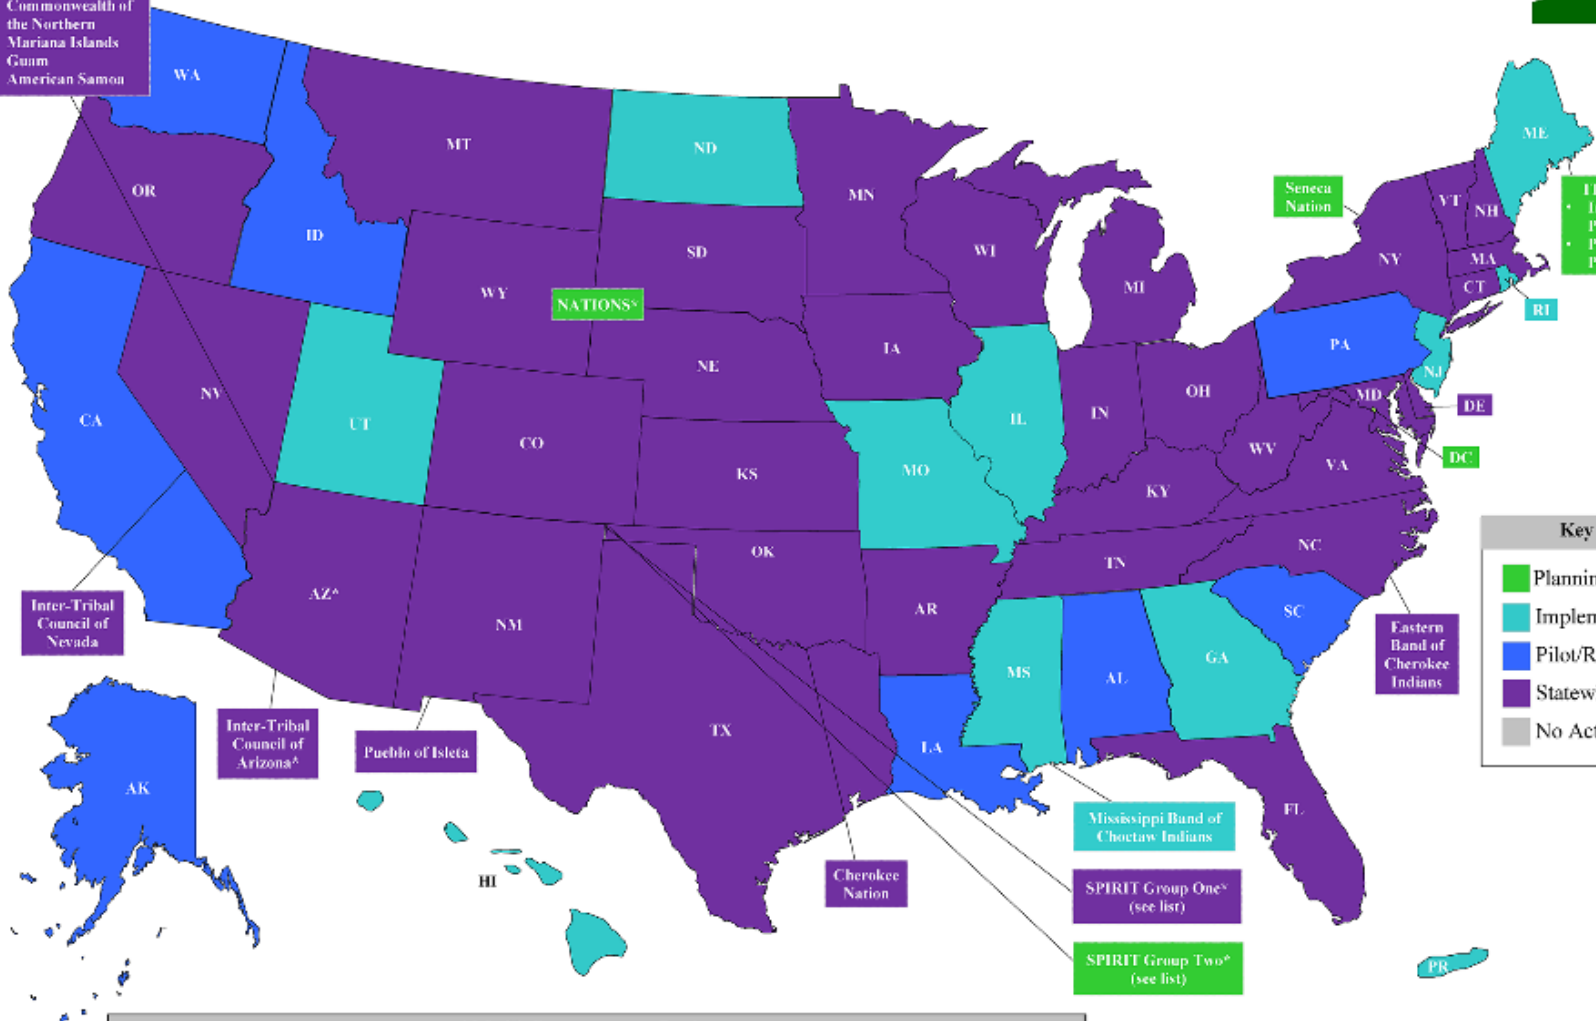 Commonwealth of
the Northern
Mariana Islands
Guam
American Samoa
WA
MT
ND
MN
ME
OR
ID
SD
WI
MI
Seneca
Nation
VT
NH
NY
MA
CT
RI
WY
NATIONS*
IA
NE
PA
NJ
NV
UT
CA
CO
KS
MO
IL
IN
OH
MD
DE
WV
VA
DC
KY
Key
Plannin
Implem
Pilot/R
Statew
No Act
OK
TN
NC
AZ*
NM
AR
SC
Inter-Tribal
Council of
Nevada
Eastern
Band of
Cherokee
Indians
MS
AL
GA
TX
LA
FL
Inter-Tribal
Council of
Arizona*
Pueblo of Isleta
AK
HI
Mississippi Band of
Choctaw Indians
Cherokee
Nation
SPIRIT Group One*
(see list)
SPIRIT Group Two*
(see list)
PR